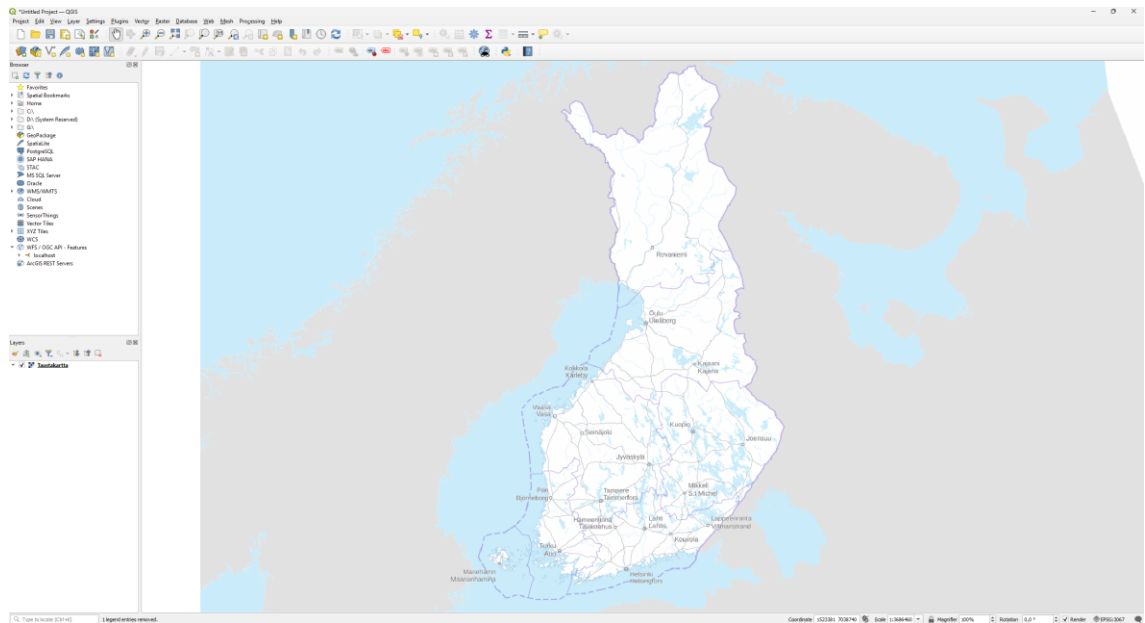 *Untitled Project — QGIS
Project Edit View Layer Settings Plugins Vector Raster Database Web Mesh Processing Help
Browser
Favorites
Spatial Bookmarks
Home
C:\
D:\ (System Reserved)
G:\
GeoPackage
SpatiaLite
PostgreSQL
SAP HANA
STAC
MS SQL Server
Oracle
WMS/WMTS
Cloud
Scenes
SensorThings
Vector Tiles
XYZ Tiles
WCS
WFS / OGC API - Features
localhost
ArcGIS REST Servers
Layers
Taustakartta
Rovaniemi
Oulu
Uleåborg
Kajaani
Kajana
Kokkola
Karleby
Vaasa
Vasa
Seinäjoki
Kuopio
Joensuu
Jyväskylä
Mikkeli
S:t Michel
Pori
Björneborg
Tampere
Tammerfors
Hämeenlinna
Tavastehus
Lahti
Lahtis
Lappeenranta
Villmanstrand
Kouvola
Turku
Åbo
Helsinki
Helsingfors
Mariehamn
Maarianhamina
Type to locate (Ctrl+K)
1 legend entries removed.
Coordinate 1523381 7038740
Scale 1:3686460
Magnifier 100%
Rotation 0,0 °
Render
EPSG:3067